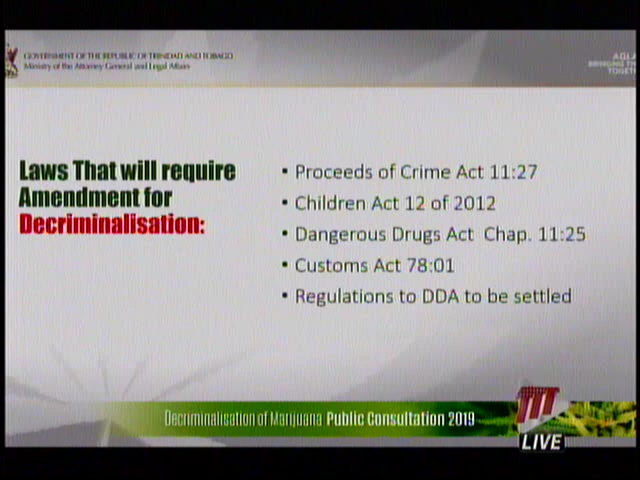 GOVERNMENT OF THE REPUBLIC OF TRINIDAD AND TOBAGO
Ministry of the Attorney General and Legal Affairs
AGLA
BRINGING TH
TOGETH
Laws That will require
Amendment for
Decriminalisation:
• Proceeds of Crime Act 11:27
• Children Act 12 of 2012
• Dangerous Drugs Act Chap. 11:25
• Customs Act 78:01
• Regulations to DDA to be settled
Decriminalisation of Marijuana Public Consultation 2019
TTT
LIVE